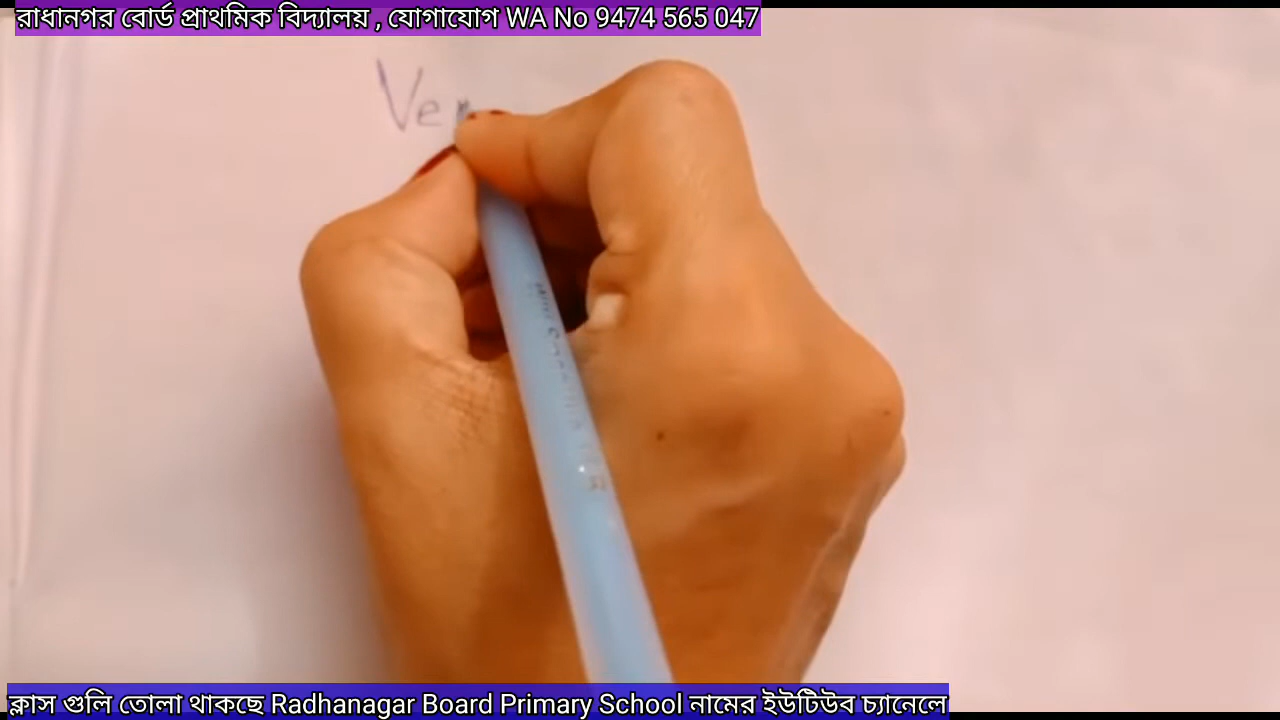 রাধানগর বোর্ড প্রাথমিক বিদ্যালয় , যোগাযোগ WA No 9474 565 047
Ve
ক্লাস গুলি তোলা থাকছে Radhanagar Board Primary School নামের ইউটিউব চ্যানেলে